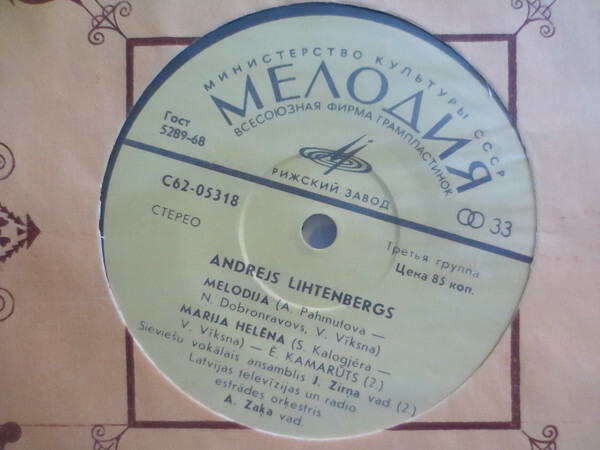 МИНИСТЕРСТВО КУЛЬТУРЫ СССР
МЕЛОДИЯ
ВСЕСОЮЗНАЯ ФИРМА ГРАМПЛАСТИНОК
Гост
5289-68
РИЖСКИЙ ЗАВОД
33
С62-05318
СТЕРЕО
Третья группа
Цена 85 коп.
ANDREJS LIHTENBERGS
MELODIJA (A. Pahmutova —
N. Dobronravovs, V. Vīksna)
MARIJA HELĒNA (S. Kalogjēra —
V. Vīksna) — Ē. KAMARŪTS (2.)
Sieviešu vokālais ansamblis J. Zirņa vad. (2.)
Latvijas televīzijas un radio
estrādes orķestris
A. Zaķa vad.